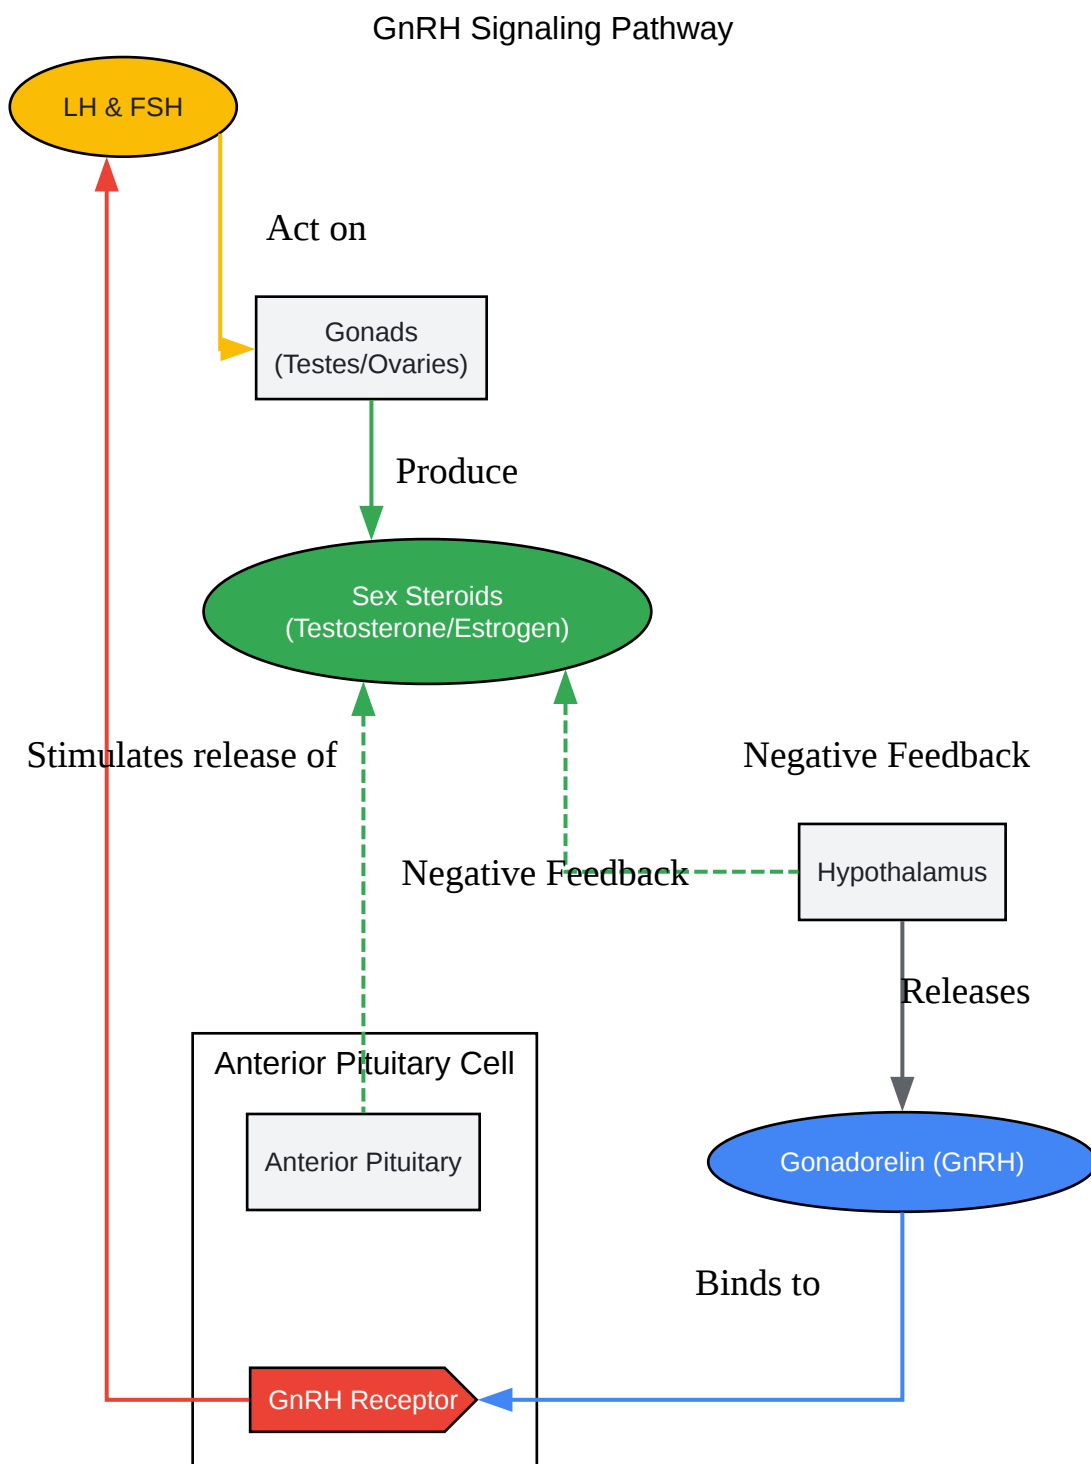 GnRH Signaling Pathway
LH & FSH
Act on
Gonads
(Testes/Ovaries)
Produce
Sex Steroids
(Testosterone/Estrogen)
Stimulates release of
Negative Feedback
Negative Feedback
Hypothalamus
Releases
Anterior Pituitary Cell
Anterior Pituitary
Gonadorelin (GnRH)
Binds to
GnRH Receptor